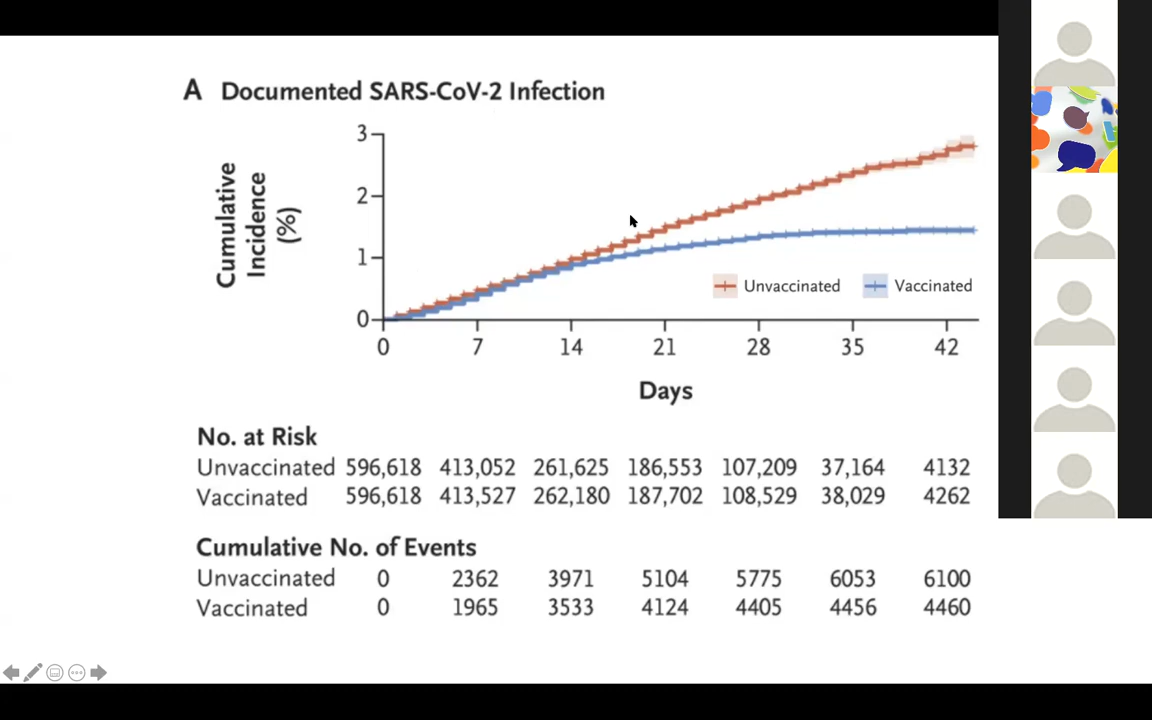 A Documented SARS-CoV-2 Infection
Cumulative
Incidence
(%)
3
2
1
0
Unvaccinated Vaccinated
0 7 14 21 28 35 42
Days
No. at Risk
Unvaccinated 596,618 413,052 261,625 186,553 107,209 37,164 4132
Vaccinated 596,618 413,527 262,180 187,702 108,529 38,029 4262
Cumulative No. of Events
Unvaccinated 0 2362 3971 5104 5775 6053 6100
Vaccinated 0 1965 3533 4124 4405 4456 4460